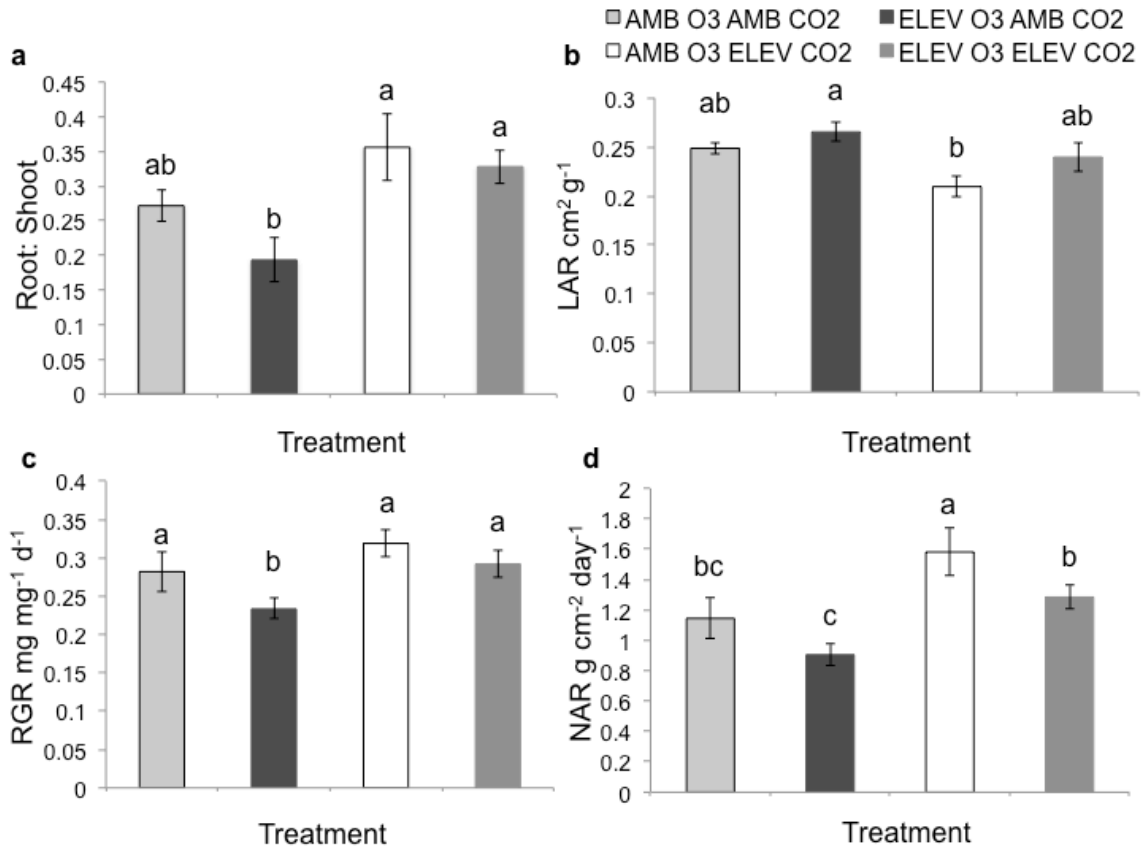 AMB O3 AMB CO2 ELEV O3 AMB CO2
AMB O3 ELEV CO2 ELEV O3 ELEV CO2
a
Root: Shoot
0.45
0.4
0.35
0.3
0.25
0.2
0.15
0.1
0.05
0
ab
b
a
a
Treatment
b
LAR cm² g⁻¹
0.3
0.25
0.2
0.15
0.1
0.05
0
ab
a
b
ab
Treatment
c
RGR mg mg⁻¹ d⁻¹
0.4
0.35
0.3
0.25
0.2
0.15
0.1
0.05
0
a
b
a
a
Treatment
d
NAR g cm⁻² day⁻¹
2
1.8
1.6
1.4
1.2
1
0.8
0.6
0.4
0.2
0
bc
c
a
b
Treatment